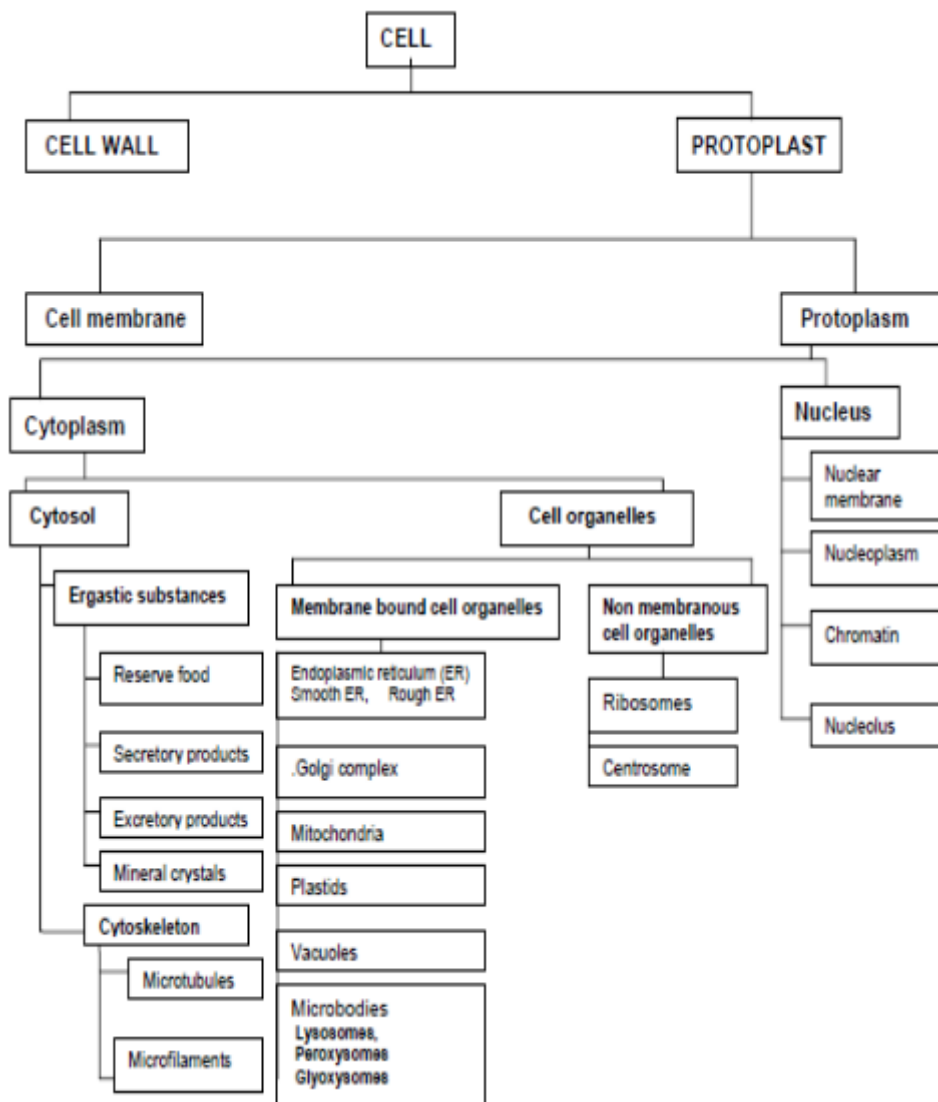 CELL
CELL WALL
PROTOPLAST
Cell membrane
Protoplasm
Cytoplasm
Nucleus
Nuclear
membrane
Nucleoplasm
Chromatin
Nucleolus
Cytosol
Cell organelles
Ergastic substances
Reserve food
Secretory products
Excretory products
Mineral crystals
Cytoskeleton
Microtubules
Microfilaments
Membrane bound cell organelles
Endoplasmic reticulum (ER)
Smooth ER, Rough ER
.Golgi complex
Mitochondria
Plastids
Vacuoles
Microbodies
Lysosomes,
Peroxysomes
Glyoxysomes
Non membranous
cell organelles
Ribosomes
Centrosome